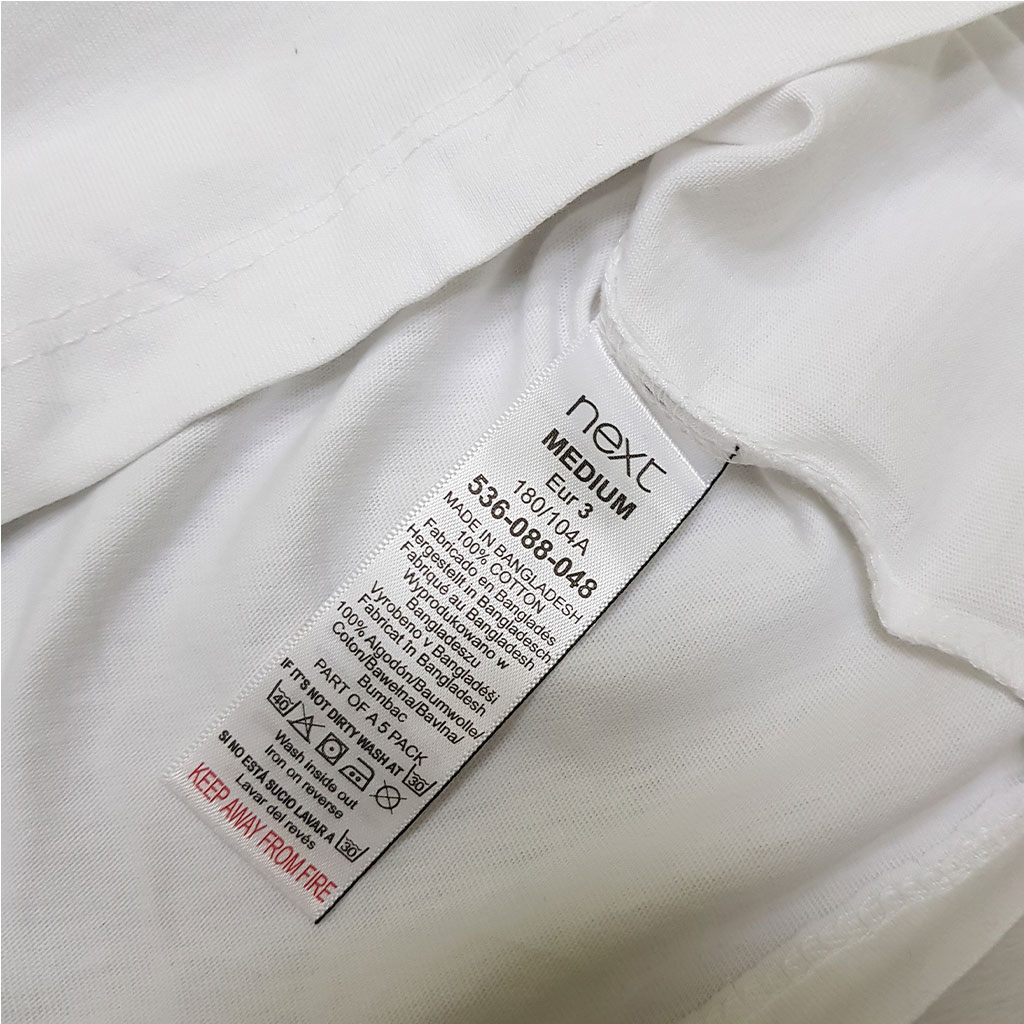 next
MEDIUM
Eur 3
180/104A
536-088-048
MADE IN BANGLADESH
100% COTTON
Fabricado en Bangladés
Hergestellt in Bangladesch
Fabriqué au Bangladesh
Wyprodukowano w
Bangladeszu
Vyrobeno v Bangladéši
Fabricat în Bangladesh
100% Algodón/Baumwolle/
Coton/Bawełna/Bavlna/
Bumbac
PART OF A 5 PACK
IF IT'S NOT DIRTY WASH AT 30
40
Wash inside out
Iron on reverse
SI NO ESTÁ SUCIO LAVAR A 30
Lavar del revés
KEEP AWAY FROM FIRE